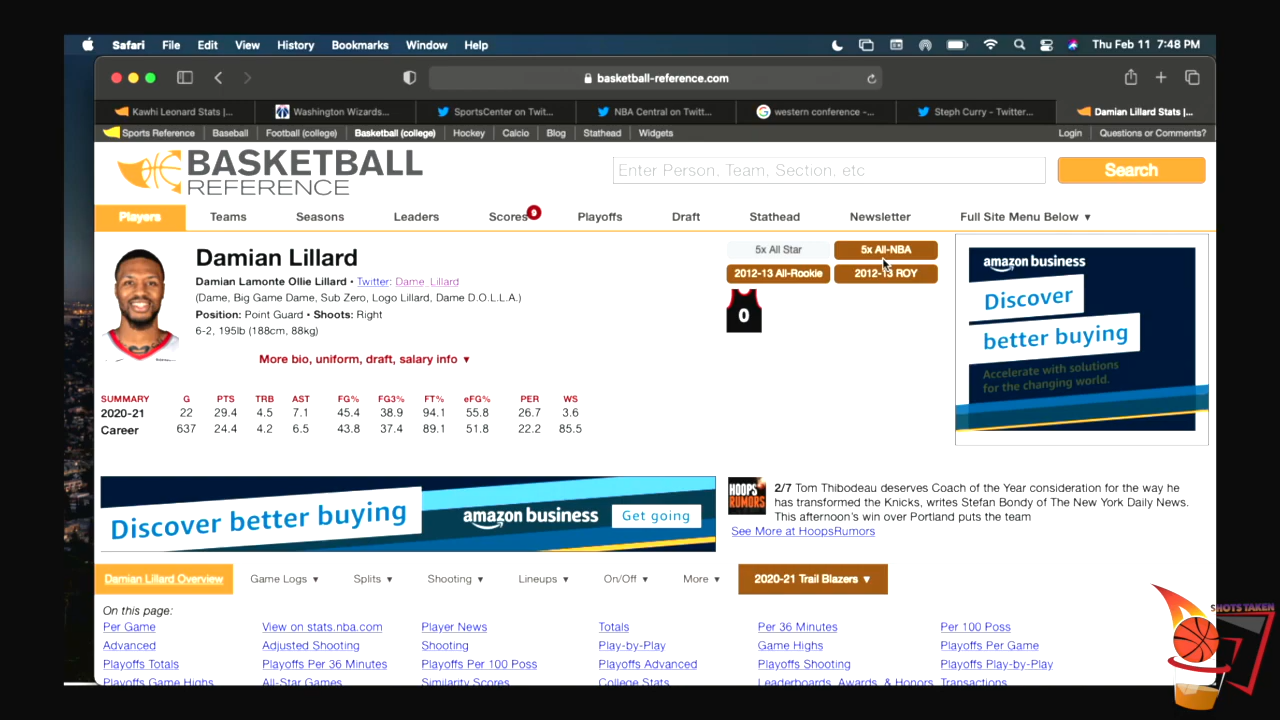 Safari File Edit View History Bookmarks Window Help Thu Feb 11 7:48 PM
basketball-reference.com
Kawhi Leonard Stats |... Washington Wizards... SportsCenter on Twit... NBA Central on Twitt... western conference -... Steph Curry - Twitter... Damian Lillard Stats |...
Sports Reference Baseball Football (college) Basketball (college) Hockey Calcio Blog Stathead Widgets Login Questions or Comments?
BASKETBALL
REFERENCE
Enter Person, Team, Section, etc Search
Players Teams Seasons Leaders Scores 9 Playoffs Draft Stathead Newsletter Full Site Menu Below ▼
Damian Lillard
Damian Lamonte Ollie Lillard • Twitter: Dame_Lillard
(Dame, Big Game Dame, Sub Zero, Logo Lillard, Dame D.O.L.L.A.)
Position: Point Guard • Shoots: Right
6-2, 195lb (188cm, 88kg)
More bio, uniform, draft, salary info ▼
5x All Star 5x All-NBA
2012-13 All-Rookie 2012-13 ROY
0
amazon business
Discover
better buying
Accelerate with solutions
for the changing world.
SUMMARY G PTS TRB AST FG% FG3% FT% eFG% PER WS
2020-21 22 29.4 4.5 7.1 45.4 38.9 94.1 55.8 26.7 3.6
Career 637 24.4 4.2 6.5 43.8 37.4 89.1 51.8 22.2 85.5
Discover better buying amazon business Get going
HOOPS
RUMORS
2/7 Tom Thibodeau deserves Coach of the Year consideration for the way he
has transformed the Knicks, writes Stefan Bondy of The New York Daily News.
This afternoon's win over Portland puts the team
See More at HoopsRumors
Damian Lillard Overview Game Logs ▼ Splits ▼ Shooting ▼ Lineups ▼ On/Off ▼ More ▼ 2020-21 Trail Blazers ▼
On this page:
Per Game View on stats.nba.com Player News Totals Per 36 Minutes Per 100 Poss
Advanced Adjusted Shooting Shooting Play-by-Play Game Highs Playoffs Per Game
Playoffs Totals Playoffs Per 36 Minutes Playoffs Per 100 Poss Playoffs Advanced Playoffs Shooting Playoffs Play-by-Play
Playoffs Game Highs All-Star Games Similarity Scores College Stats Leaderboards, Awards, & Honors Transactions
SHOTS TAKEN